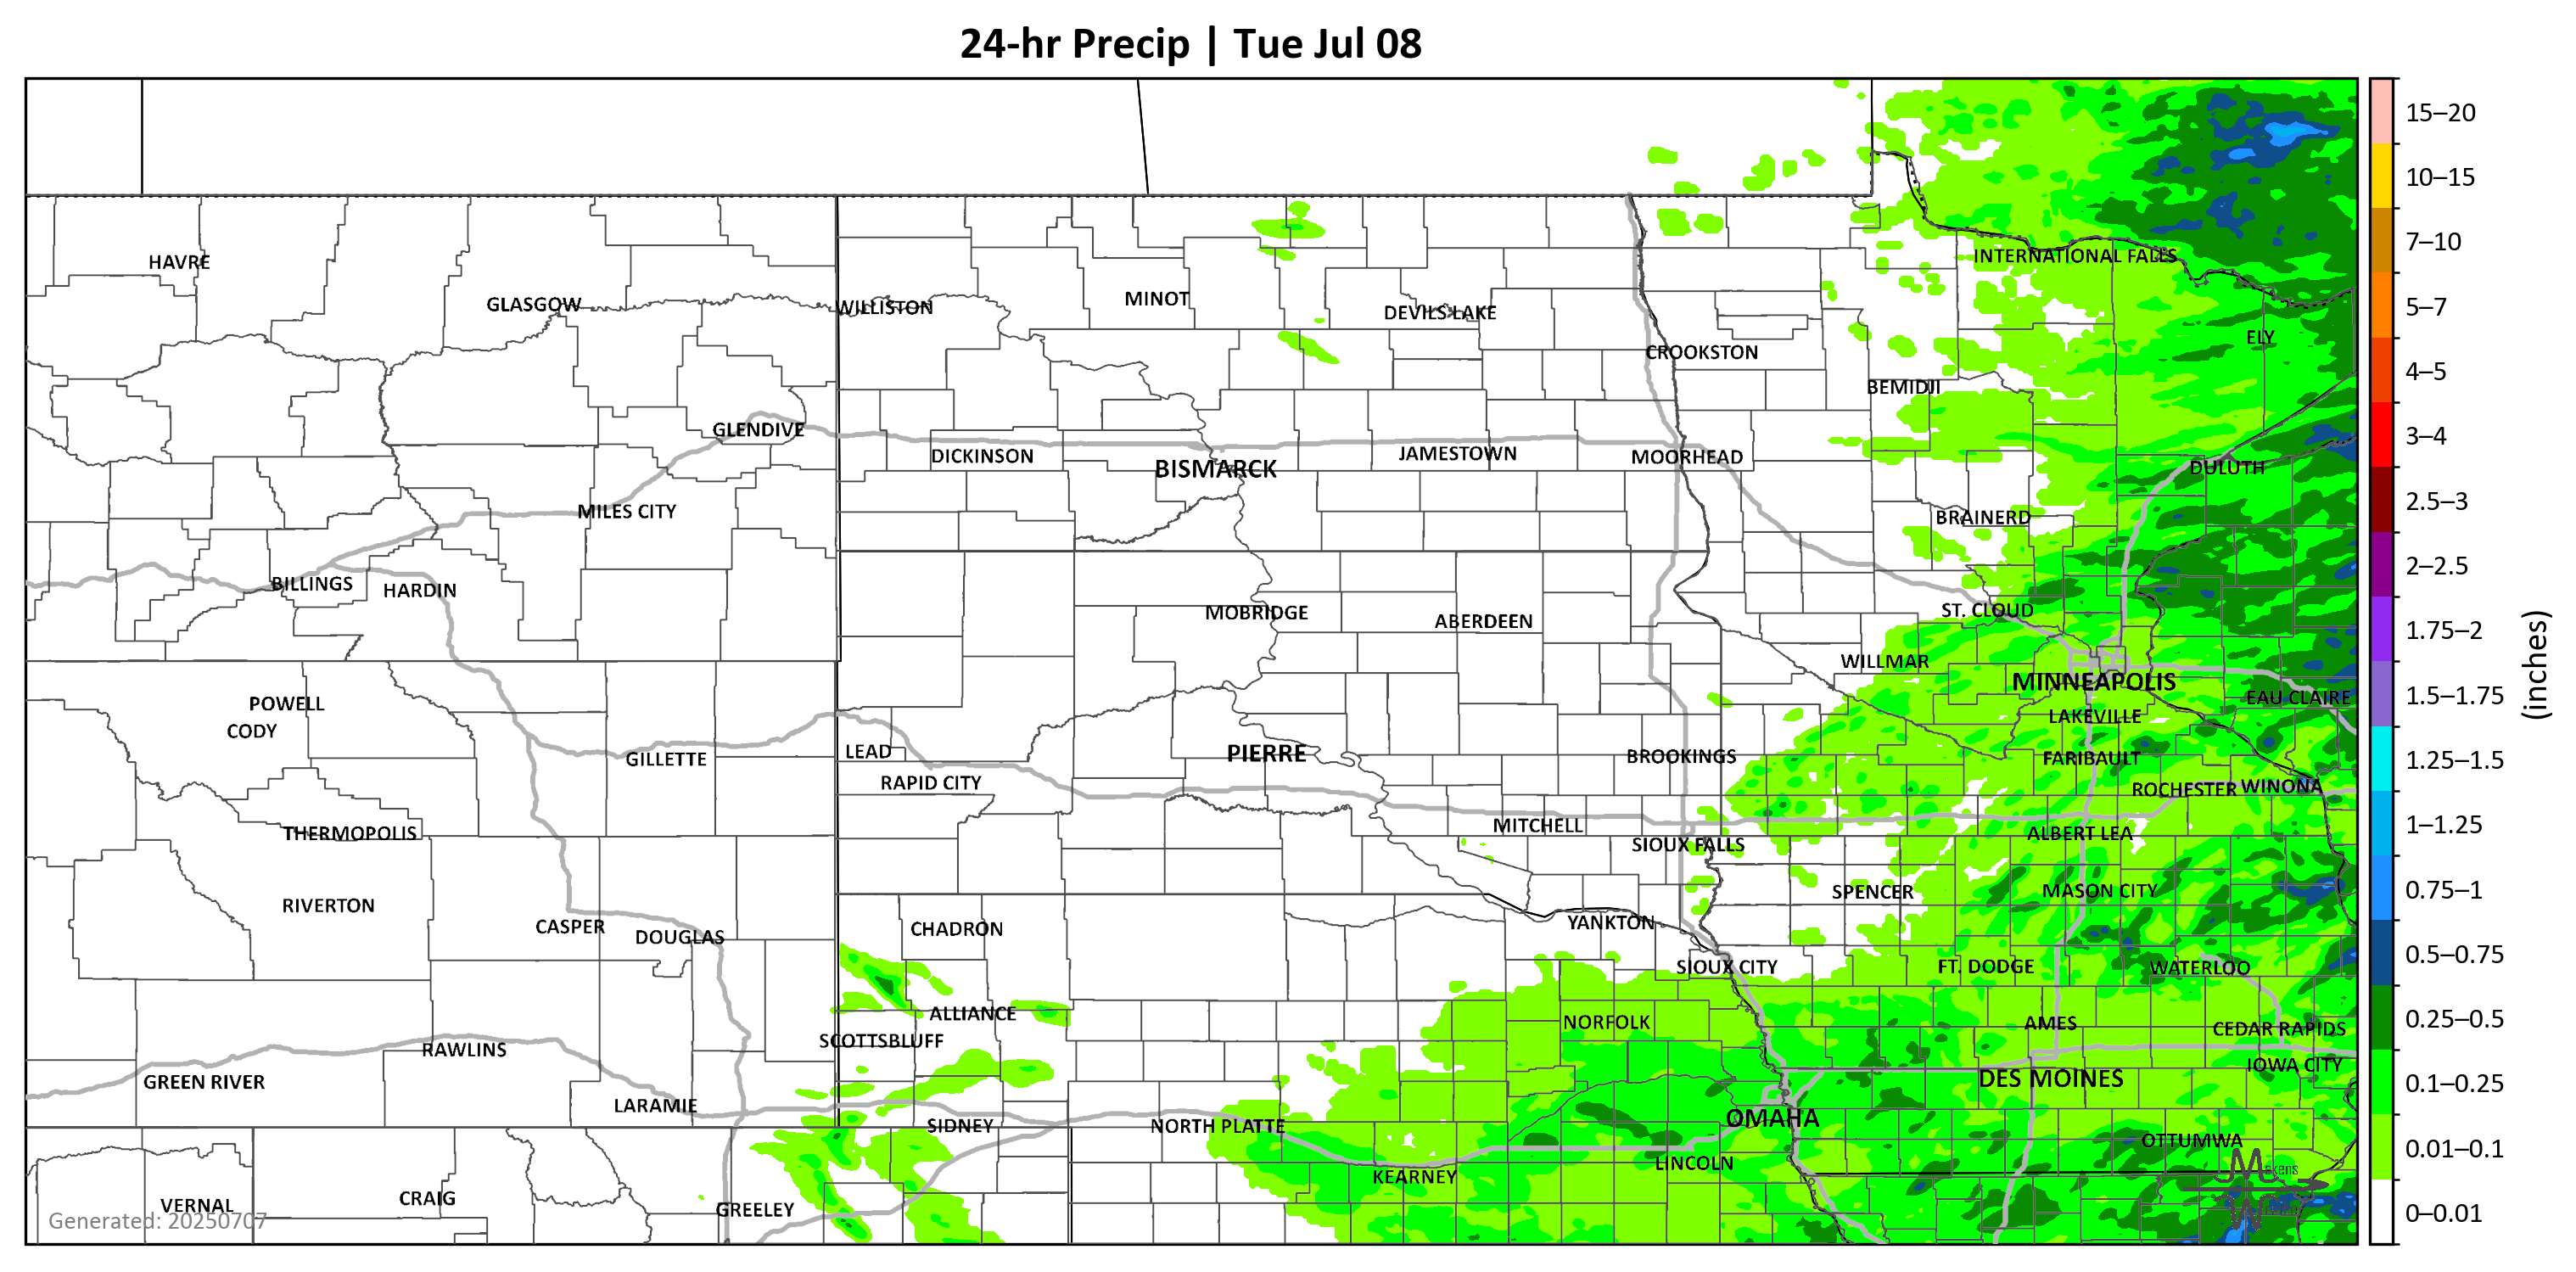 24-hr Precip | Tue Jul 08
15–20
10–15
INTERNATIONAL FALLS
7–10
HAVRE
MINOT
GLASGOW
WILLISTON
DEVILS LAKE
5–7
ELY
CROOKSTON
4–5
BEMIDJI
GLENDIVE
3–4
DICKINSON
BISMARCK
JAMESTOWN
MOORHEAD
DULUTH
2.5–3
MILES CITY
BRAINERD
2–2.5
BILLINGS
HARDIN
MOBRIDGE
ABERDEEN
ST. CLOUD
1.75–2
WILLMAR
(inches)
MINNEAPOLIS
EAU CLAIRE
1.5–1.75
POWELL
LAKEVILLE
CODY
GILLETTE
LEAD
PIERRE
BROOKINGS
FARIBAULT
1.25–1.5
RAPID CITY
ROCHESTER
WINONA
MITCHELL
1–1.25
THERMOPOLIS
ALBERT LEA
SIOUX FALLS
SPENCER
MASON CITY
0.75–1
RIVERTON
CASPER
DOUGLAS
CHADRON
YANKTON
0.5–0.75
SIOUX CITY
FT. DODGE
WATERLOO
ALLIANCE
NORFOLK
AMES
CEDAR RAPIDS
0.25–0.5
SCOTTSBLUFF
RAWLINS
IOWA CITY
GREEN RIVER
DES MOINES
0.1–0.25
LARAMIE
SIDNEY
NORTH PLATTE
OMAHA
OTTUMWA
0.01–0.1
LINCOLN
KEARNEY
VERNAL
CRAIG
GREELEY
Generated: 20250707
0–0.01